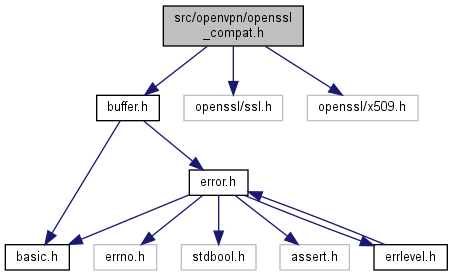 src/openvpn/openssl
_compat.h
buffer.h
openssl/ssl.h
openssl/x509.h
error.h
basic.h
errno.h
stdbool.h
assert.h
errlevel.h